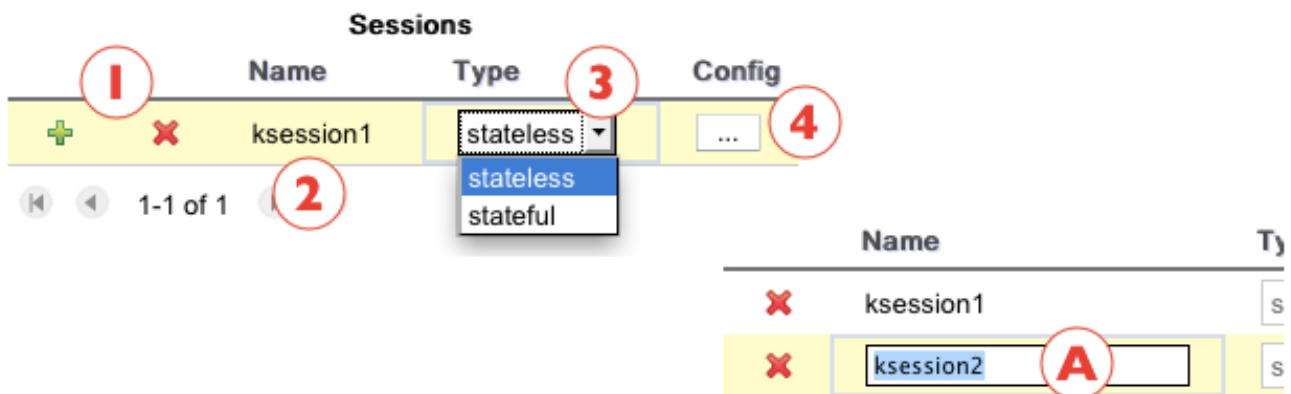 Sessions
1
Name Type 3 Config
ksession1 stateless ... 4
stateless
1-1 of 1 2 stateful
Name Ty
ksession1 s
ksession2 A s